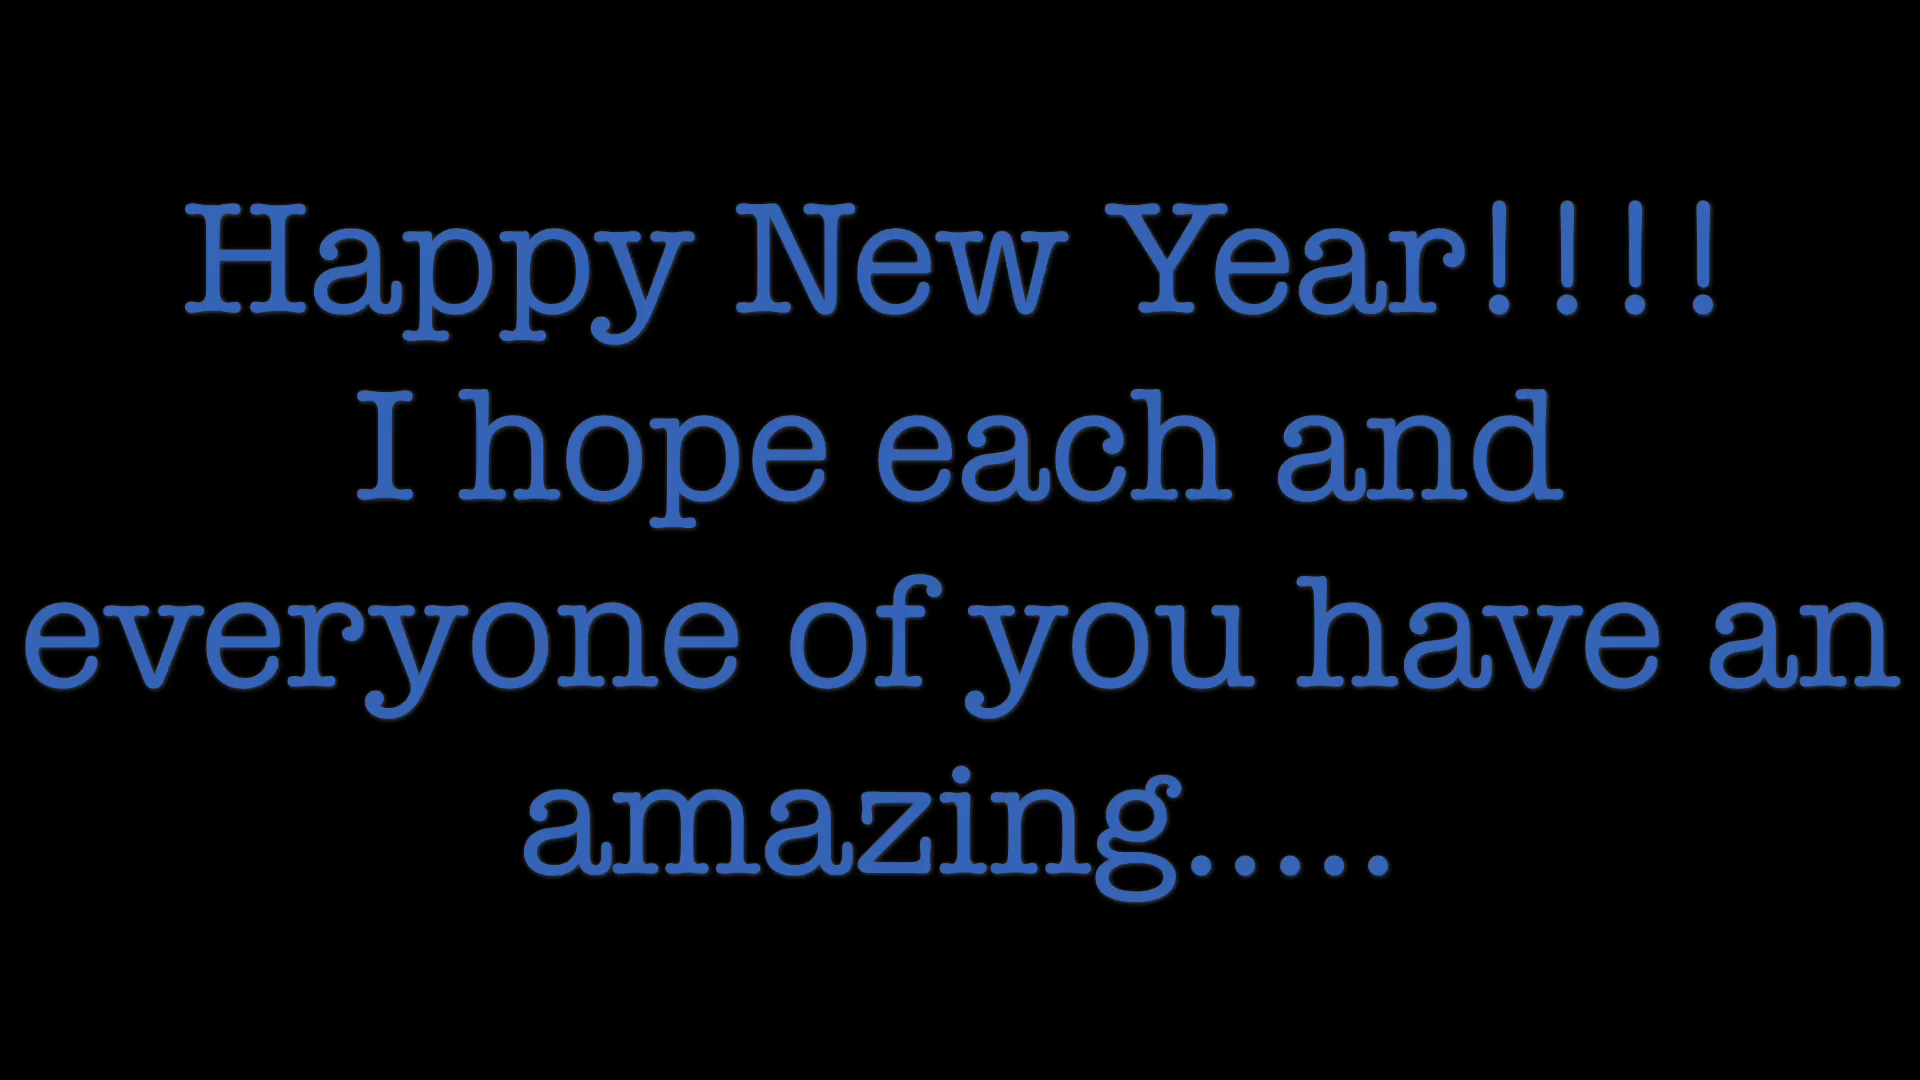 Happy New Year!!!!
I hope each and
everyone of you have an
amazing.....